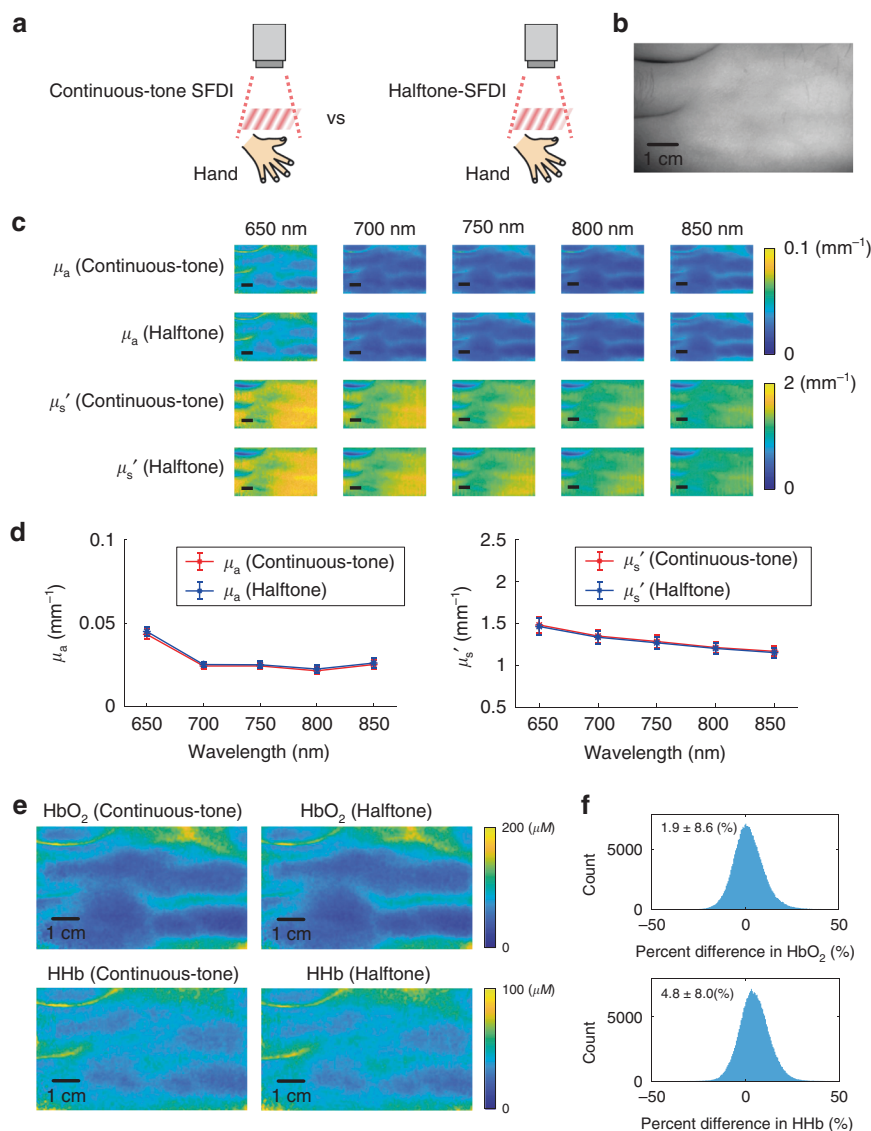 a
b
Continuous-tone SFDI
vs
Halftone-SFDI
Hand
Hand
1 cm
c
650 nm
700 nm
750 nm
800 nm
850 nm
μa (Continuous-tone)
0.1 (mm⁻¹)
μa (Halftone)
0
μs′ (Continuous-tone)
2 (mm⁻¹)
μs′ (Halftone)
0
d
0.1
0.05
0
μa (mm⁻¹)
μa (Continuous-tone)
μa (Halftone)
650 700 750 800 850
Wavelength (nm)
2.5
2
1.5
1
0.5
μs′ (mm⁻¹)
μs′ (Continuous-tone)
μs′ (Halftone)
650 700 750 800 850
Wavelength (nm)
e
HbO₂ (Continuous-tone)
HbO₂ (Halftone)
200 (μM)
0
1 cm
1 cm
HHb (Continuous-tone)
HHb (Halftone)
100 (μM)
0
1 cm
1 cm
f
1.9 ± 8.6 (%)
5000
0
Count
−50 0 50
Percent difference in HbO₂ (%)
4.8 ± 8.0(%)
5000
0
Count
−50 0 50
Percent difference in HHb (%)